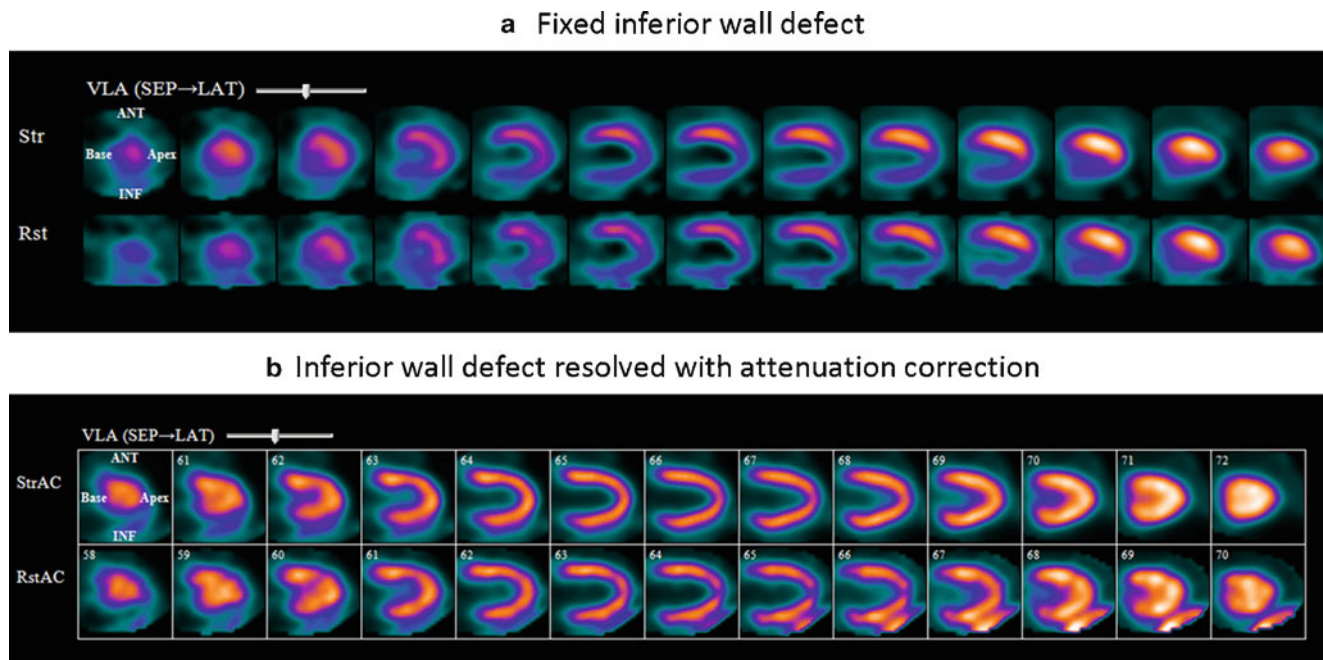 a Fixed inferior wall defect
VLA (SEP→LAT)
ANT
Str
Base Apex
INF
Rst
b Inferior wall defect resolved with attenuation correction
VLA (SEP→LAT)
ANT 61 62 63 64 65 66 67 68 69 70 71 72
StrAC
Base Apex
INF
58 59 60 61 62 63 64 65 66 67 68 69 70
RstAC